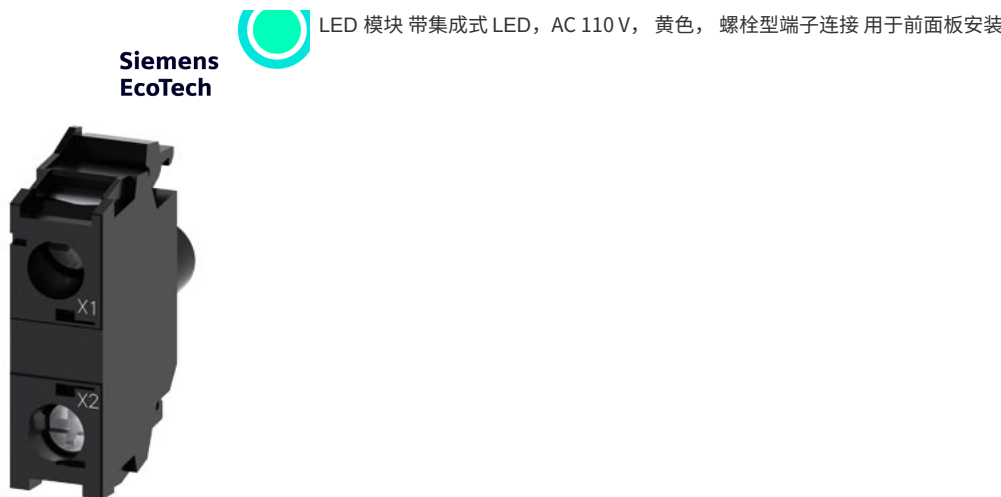 LED 模块 带集成式 LED，AC 110 V， 黄色， 螺栓型端子连接 用于前面板安装
Siemens
EcoTech
X1
X2